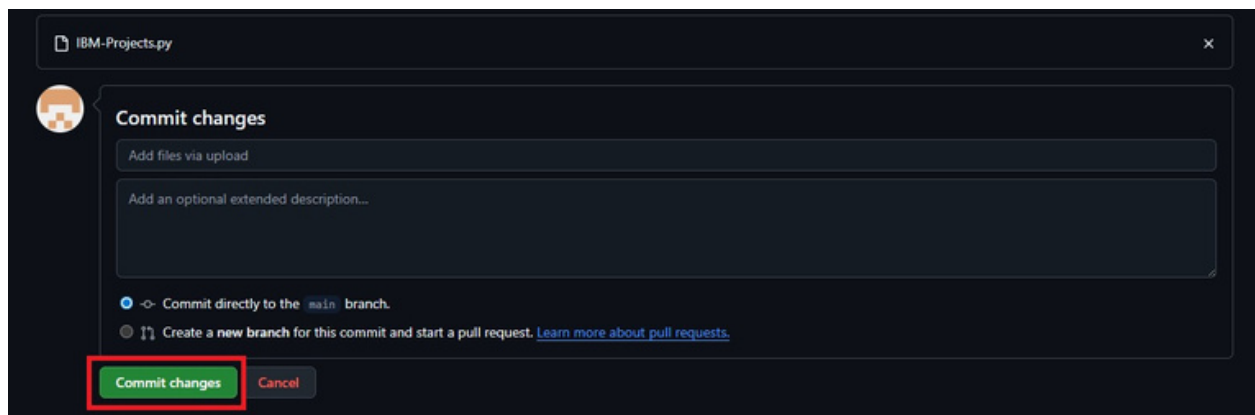 IBM-Projects.py
Commit changes
Add files via upload
Add an optional extended description...
Commit directly to the main branch.
Create a new branch for this commit and start a pull request. Learn more about pull requests.
Commit changes Cancel